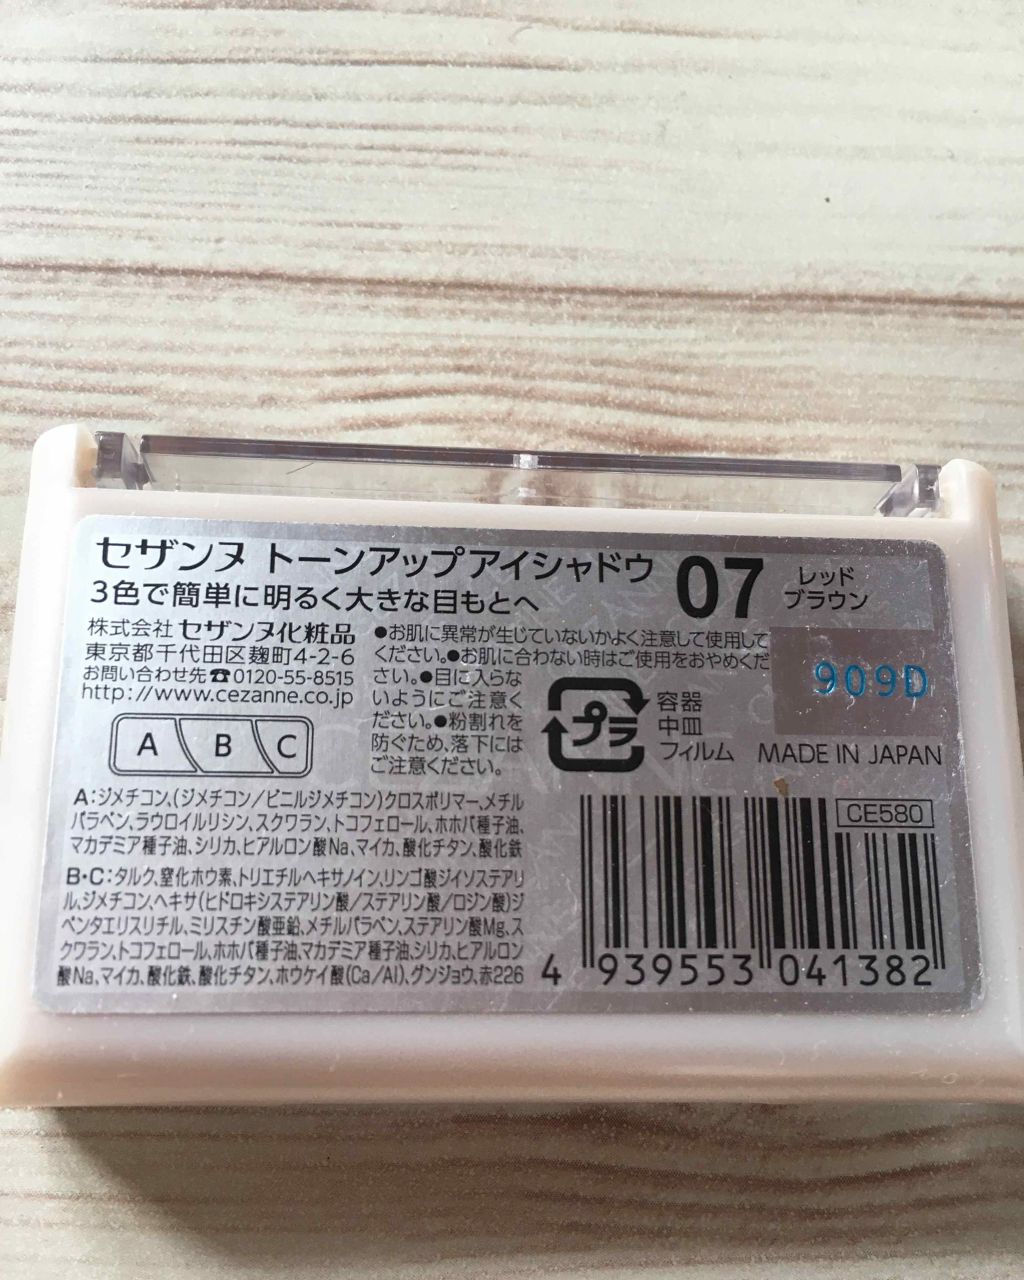 セザンヌ トーンアップアイシャドウ
3色で簡単に明るく大きな目もとへ
07 レッド
ブラウン
株式会社 セザンヌ化粧品
東京都千代田区麹町4-2-6
お問い合わせ先☎0120-55-8515
http://www.cezanne.co.jp
A B C
●お肌に異常が生じていないかよく注意して使用して
ください。●お肌に合わない時はご使用をおやめくだ
さい。●目に入らな
いようにご注意く
ださい。●粉割れを
防ぐため、落下には
ご注意ください。
プラ
容器
中皿
フィルム
909D
MADE IN JAPAN
A:ジメチコン、(ジメチコン/ビニルジメチコン)クロスポリマー、メチル
パラベン、ラウロイルリシン、スクワラン、トコフェロール、ホホバ種子油、
マカデミア種子油、シリカ、ヒアルロン酸Na、マイカ、酸化チタン、酸化鉄
B・C:タルク、窒化ホウ素、トリエチルヘキサノイン、リンゴ酸ジイソステアリ
ル、ジメチコン、ヘキサ(ヒドロキシステアリン酸/ステアリン酸/ロジン酸)ジ
ペンタエリスリチル、ミリスチン酸亜鉛、メチルパラベン、ステアリン酸Mg、ス
クワラン、トコフェロール、ホホバ種子油、マカデミア種子油、シリカ、ヒアルロン
酸Na、マイカ、酸化鉄、酸化チタン、ホウケイ酸(Ca/Al)、グンジョウ、赤226
CE580
4 939553 041382